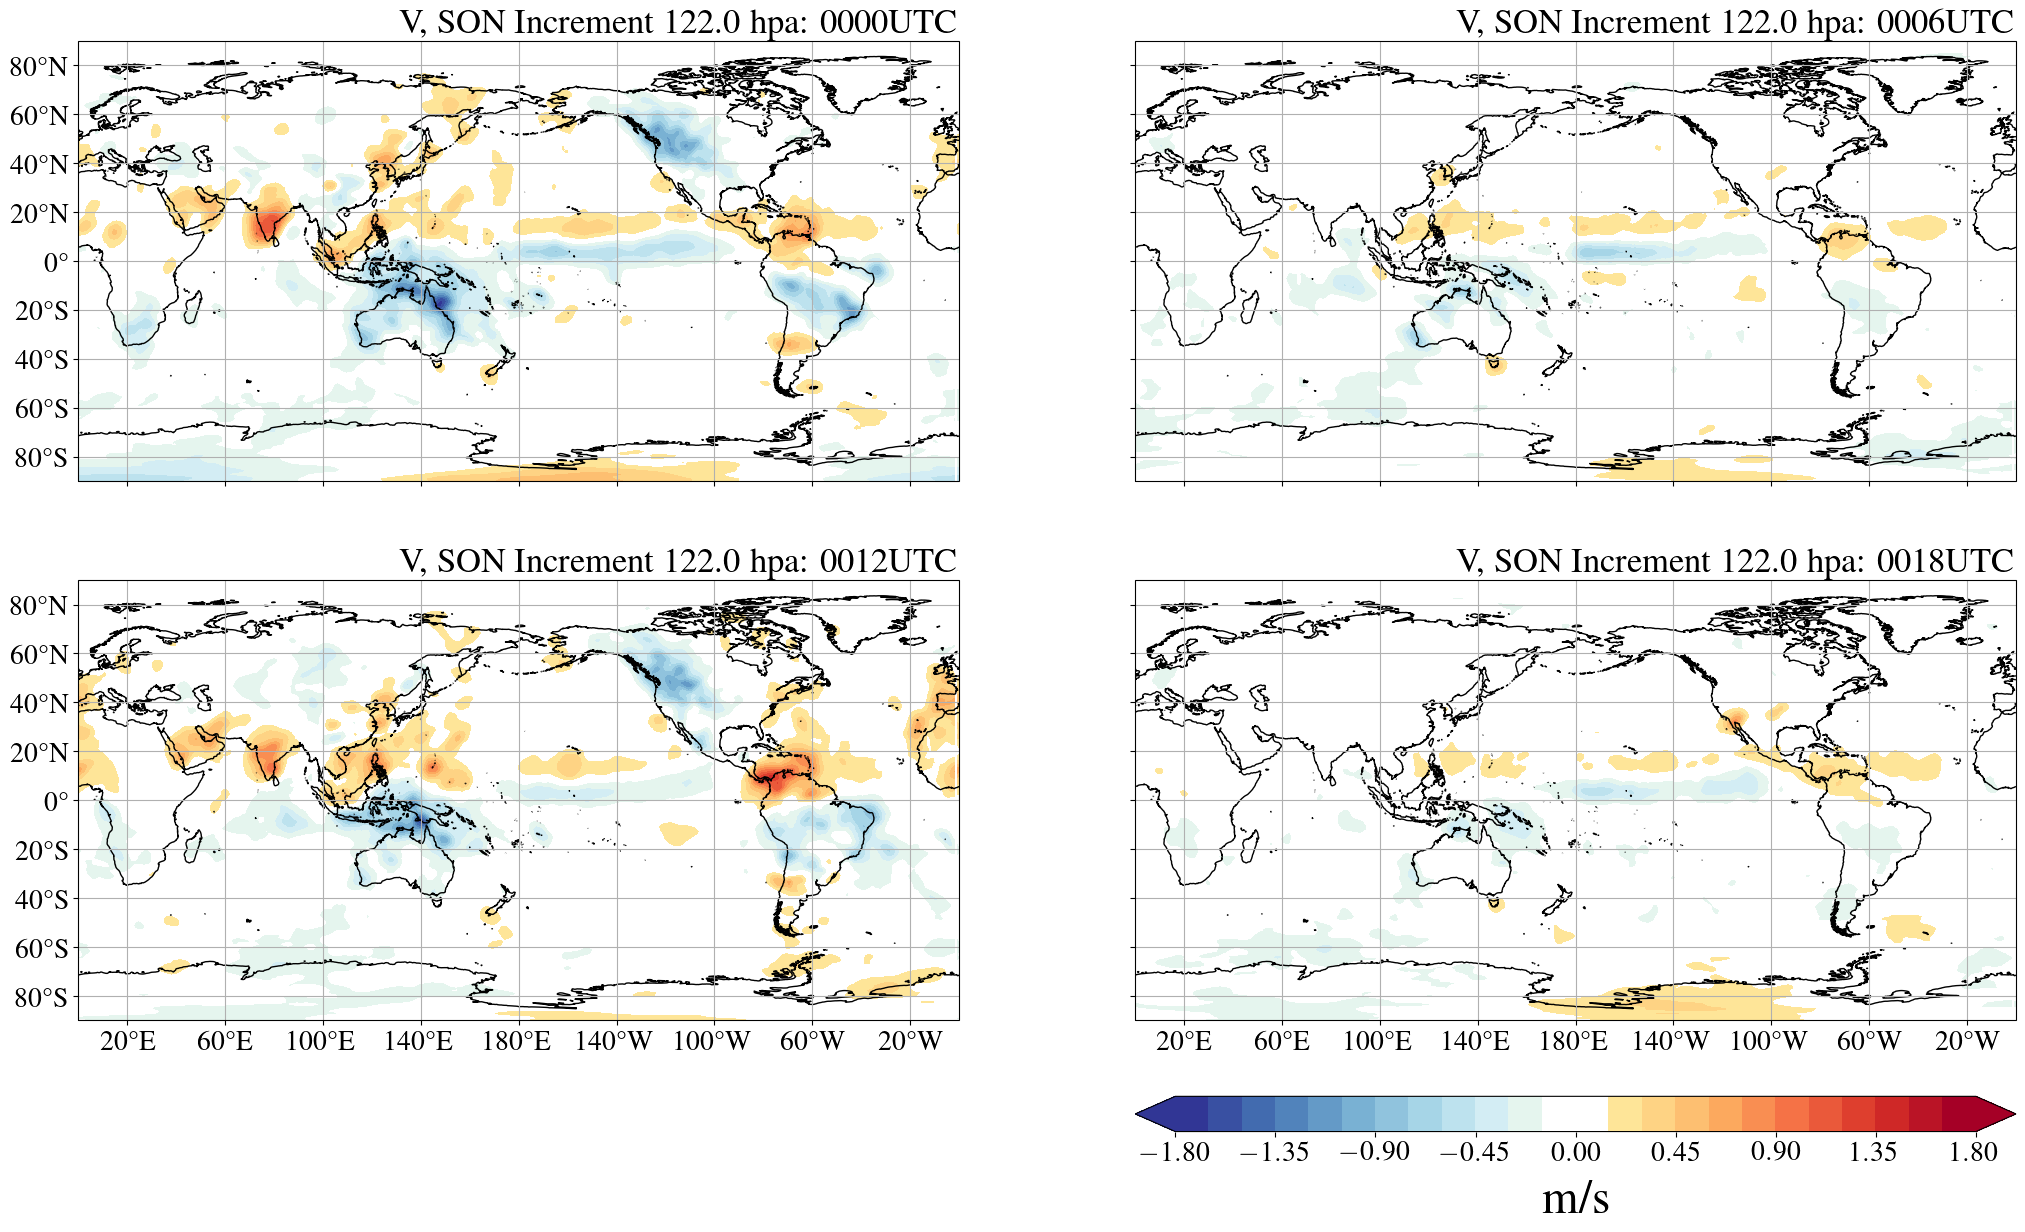 V, SON Increment 122.0 hpa: 0000UTC
V, SON Increment 122.0 hpa: 0006UTC
80°N
60°N
40°N
20°N
0°
20°S
40°S
60°S
80°S
V, SON Increment 122.0 hpa: 0012UTC
V, SON Increment 122.0 hpa: 0018UTC
80°N
60°N
40°N
20°N
0°
20°S
40°S
60°S
80°S
20°E 60°E 100°E 140°E 180°E 140°W 100°W 60°W 20°W
20°E 60°E 100°E 140°E 180°E 140°W 100°W 60°W 20°W
−1.80 −1.35 −0.90 −0.45 0.00 0.45 0.90 1.35 1.80
m/s